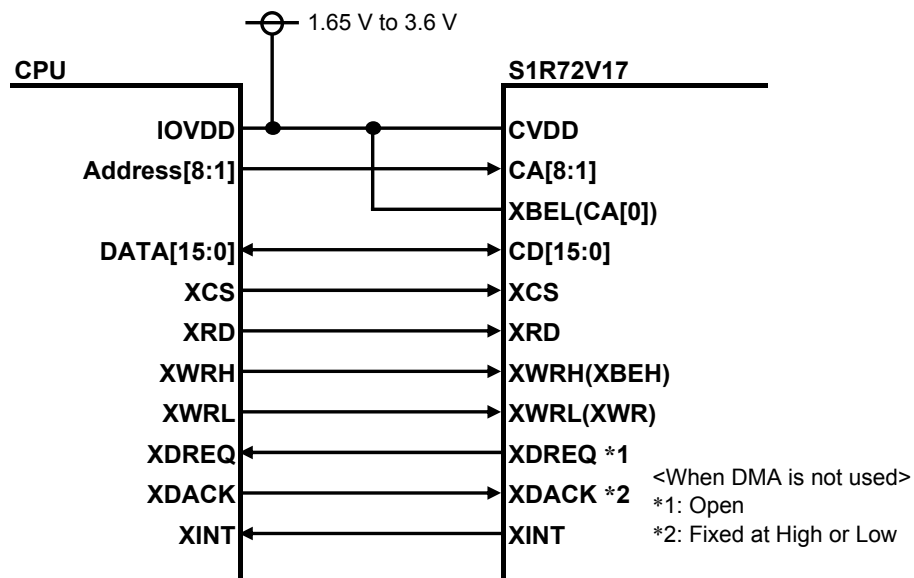 1.65 V to 3.6 V
CPU S1R72V17
IOVDD CVDD
Address[8:1] CA[8:1]
XBEL(CA[0])
DATA[15:0] CD[15:0]
XCS XCS
XRD XRD
XWRH XWRH(XBEH)
XWRL XWRL(XWR)
XDREQ XDREQ *1
<When DMA is not used>
XDACK XDACK *2
*1: Open
XINT XINT
*2: Fixed at High or Low